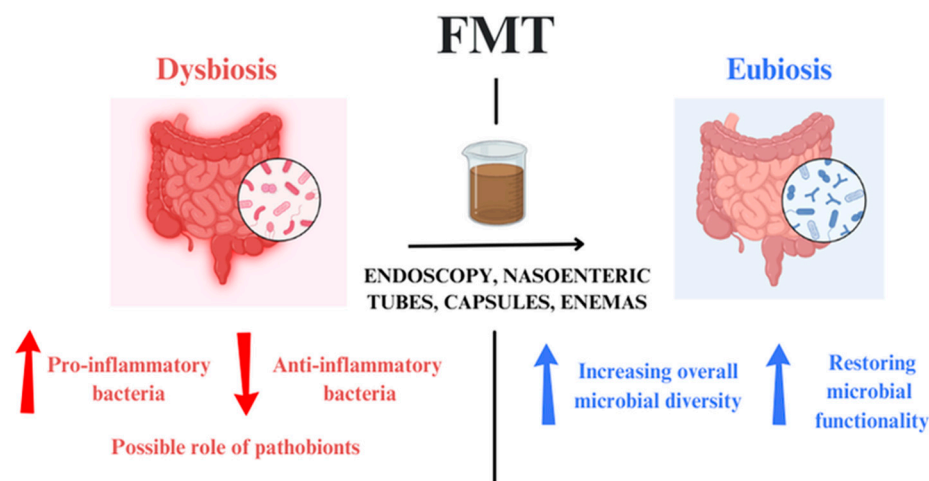 FMT
Dysbiosis
Eubiosis
ENDOSCOPY, NASOENTERIC
TUBES, CAPSULES, ENEMAS
Pro-inflammatory
bacteria
Anti-inflammatory
bacteria
Possible role of pathobionts
Increasing overall
microbial diversity
Restoring
microbial
functionality